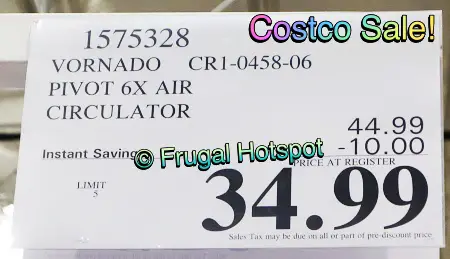 Costco Sale!
1575328
VORNADO CR1-0458-06
PIVOT 6X AIR
CIRCULATOR
44.99
Instant Saving -10.00
© Frugal Hotspot
PRICE AT REGISTER
LIMIT
5
34.99
Sales Tax may be due on all or part of pre-discount price